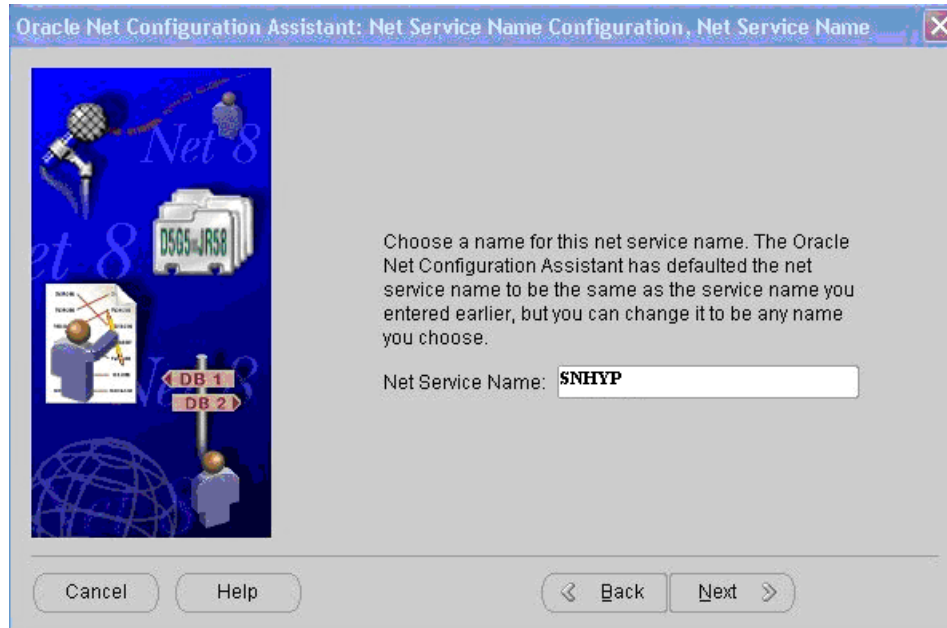 Oracle Net Configuration Assistant: Net Service Name Configuration, Net Service Name
Net 8
D5G5-JR58
et 8
DB 1
DB 2
Choose a name for this net service name. The Oracle
Net Configuration Assistant has defaulted the net
service name to be the same as the service name you
entered earlier, but you can change it to be any name
you choose.
Net Service Name: SNHYP
Cancel
Help
Back
Next